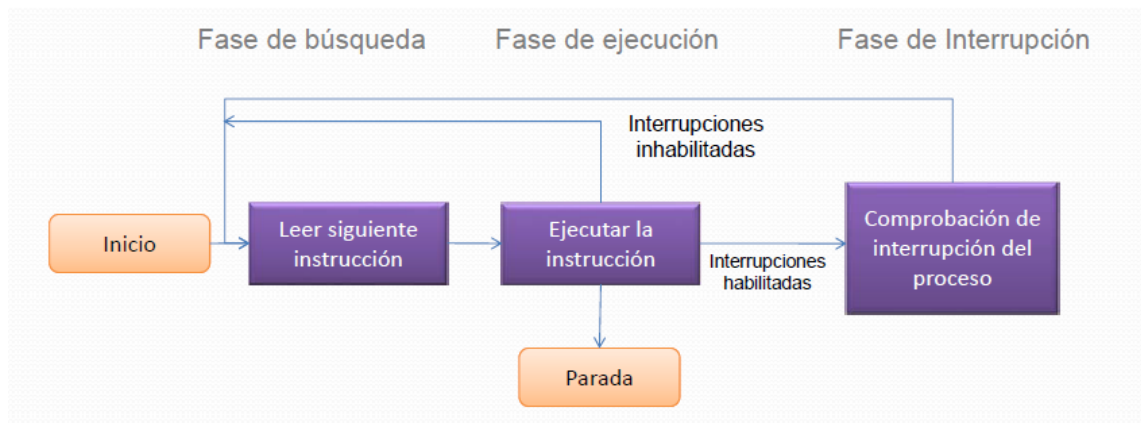 Fase de búsqueda
Fase de ejecución
Fase de Interrupción
Interrupciones
inhabilitadas
Inicio
Leer siguiente
instrucción
Ejecutar la
instrucción
Interrupciones
habilitadas
Comprobación de
interrupción del
proceso
Parada